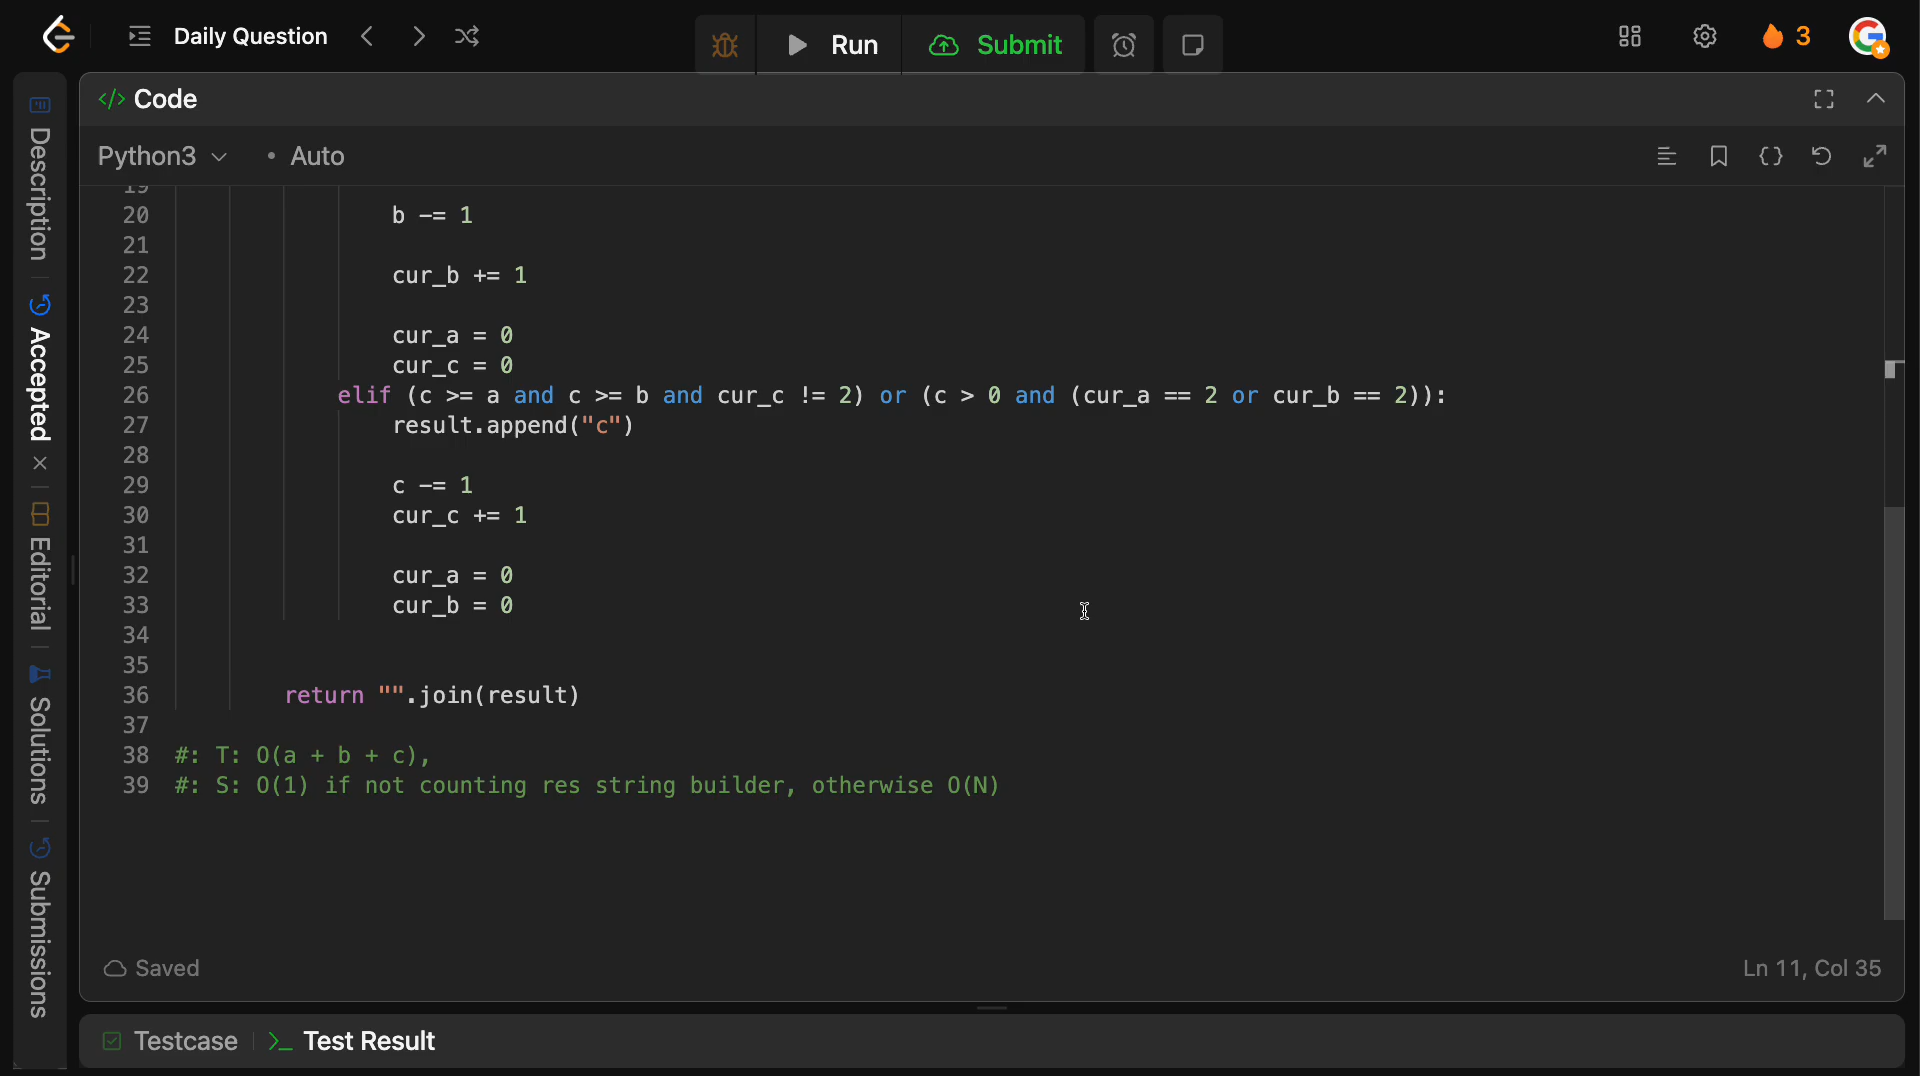 Daily Question
Run
Submit
3
</> Code
Python3
• Auto
19
20 b -= 1
21
22 cur_b += 1
23
24 cur_a = 0
25 cur_c = 0
26 elif (c >= a and c >= b and cur_c != 2) or (c > 0 and (cur_a == 2 or cur_b == 2)):
27 result.append("c")
28
29 c -= 1
30 cur_c += 1
31
32 cur_a = 0
33 cur_b = 0
34
35
36 return "".join(result)
37
38 #: T: O(a + b + c),
39 #: S: O(1) if not counting res string builder, otherwise O(N)
Saved
Ln 11, Col 35
Testcase
Test Result
Description
Accepted
Editorial
Solutions
Submissions